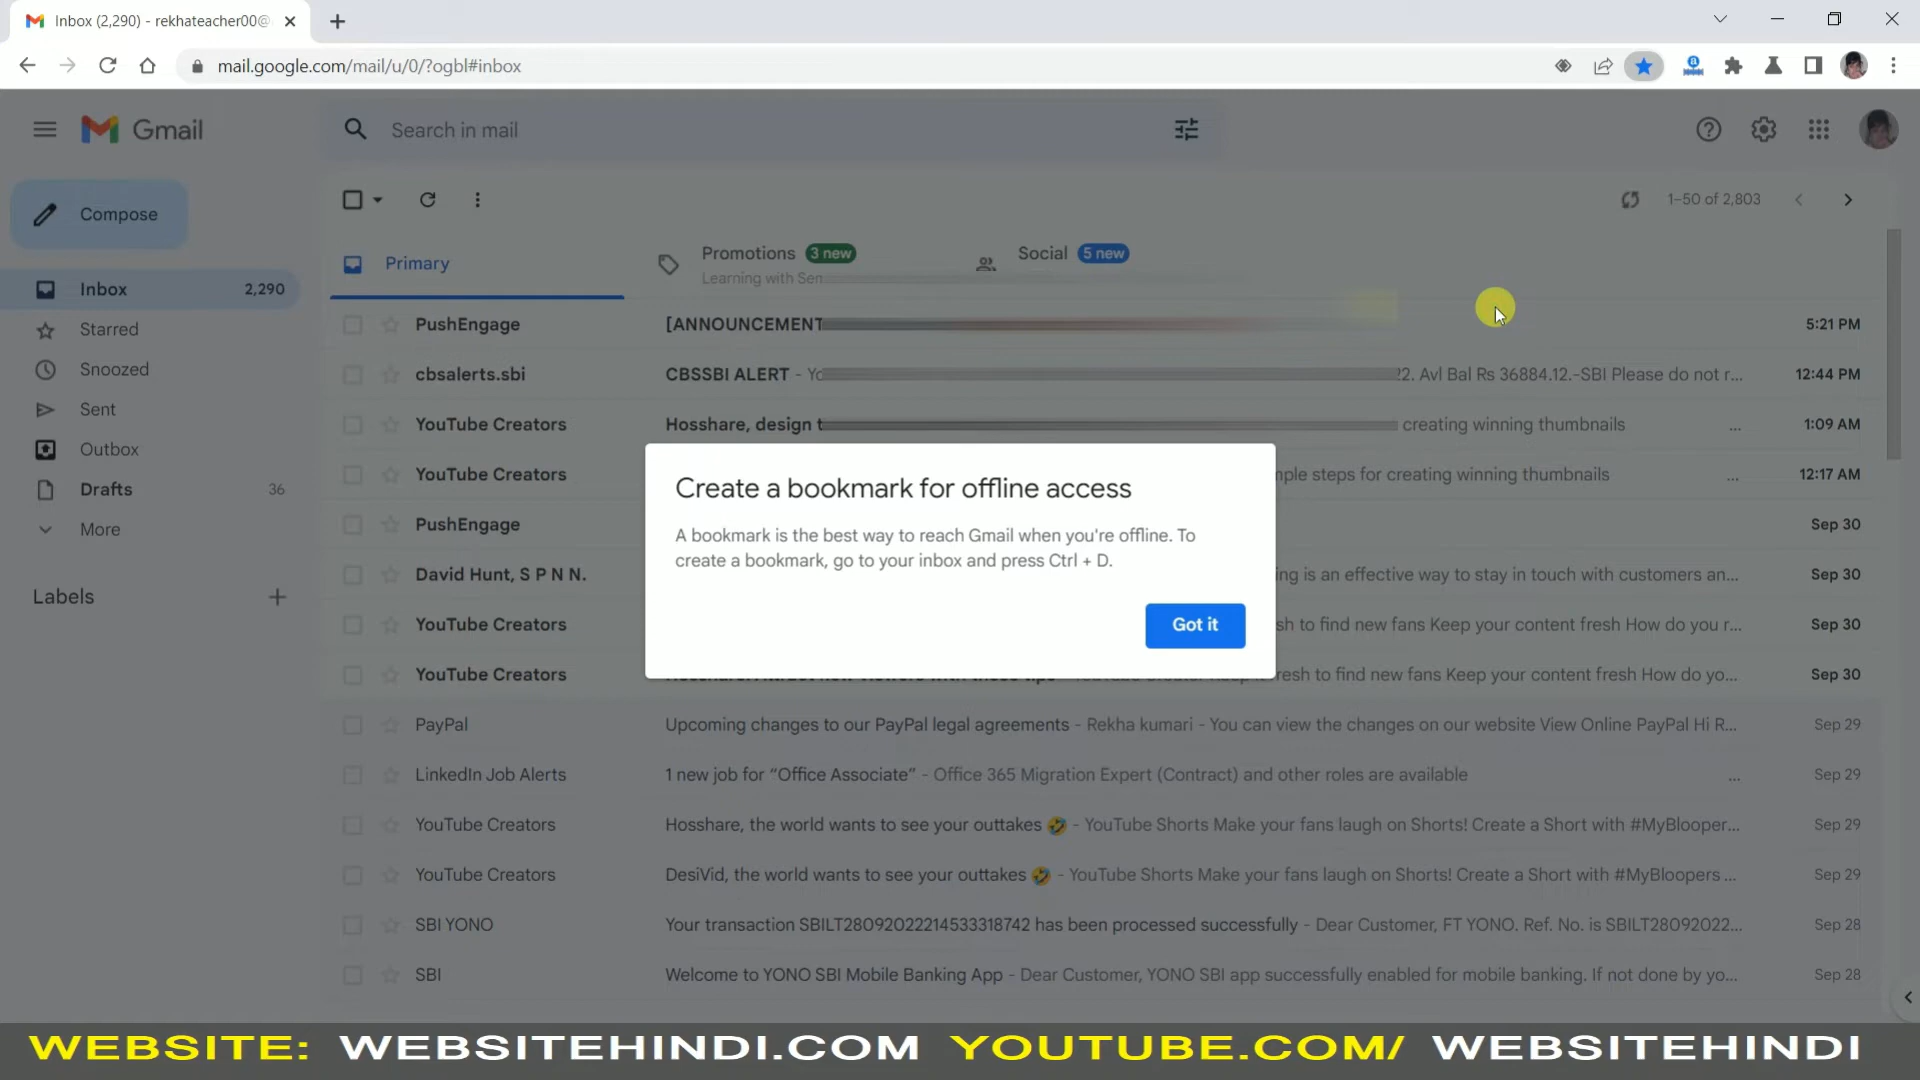 Inbox (2,290) - rekhateacher00@
mail.google.com/mail/u/0/?ogbl#inbox
Gmail
Search in mail
Compose
1–50 of 2,803
Primary
Promotions 3 new
Learning with Sen
Social 5 new
Inbox 2,290
Starred
Snoozed
Sent
Outbox
Drafts 36
More
Labels
PushEngage [ANNOUNCEMENT 5:21 PM
cbsalerts.sbi CBSSBI ALERT - Yo 22. Avl Bal Rs 36884.12.-SBI Please do not r... 12:44 PM
YouTube Creators Hosshare, design t creating winning thumbnails ... 1:09 AM
YouTube Creators mple steps for creating winning thumbnails ... 12:17 AM
PushEngage Sep 30
David Hunt, S P N N. ing is an effective way to stay in touch with customers an... Sep 30
YouTube Creators sh to find new fans Keep your content fresh How do you r... Sep 30
YouTube Creators resh to find new fans Keep your content fresh How do yo... Sep 30
Create a bookmark for offline access
A bookmark is the best way to reach Gmail when you're offline. To
create a bookmark, go to your inbox and press Ctrl + D.
Got it
PayPal Upcoming changes to our PayPal legal agreements - Rekha kumari - You can view the changes on our website View Online PayPal Hi R... Sep 29
LinkedIn Job Alerts 1 new job for “Office Associate” - Office 365 Migration Expert (Contract) and other roles are available ... Sep 29
YouTube Creators Hosshare, the world wants to see your outtakes 🤣 - YouTube Shorts Make your fans laugh on Shorts! Create a Short with #MyBlooper... Sep 29
YouTube Creators DesiVid, the world wants to see your outtakes 🤣 - YouTube Shorts Make your fans laugh on Shorts! Create a Short with #MyBloopers ... Sep 29
SBI YONO Your transaction SBILT28092022214533318742 has been processed successfully - Dear Customer, FT YONO. Ref. No. is SBILT28092022... Sep 28
SBI Welcome to YONO SBI Mobile Banking App - Dear Customer, YONO SBI app successfully enabled for mobile banking. If not done by yo... Sep 28
WEBSITE: WEBSITEHINDI.COM YOUTUBE.COM/ WEBSITEHINDI